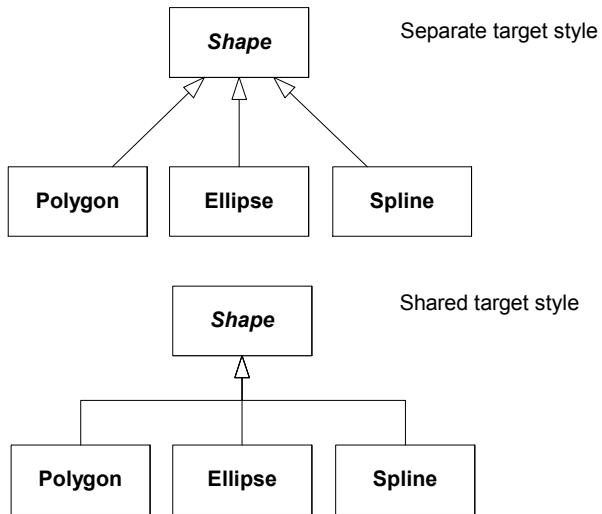 Shape
Separate target style
Polygon
Ellipse
Spline
Shape
Shared target style
Polygon
Ellipse
Spline